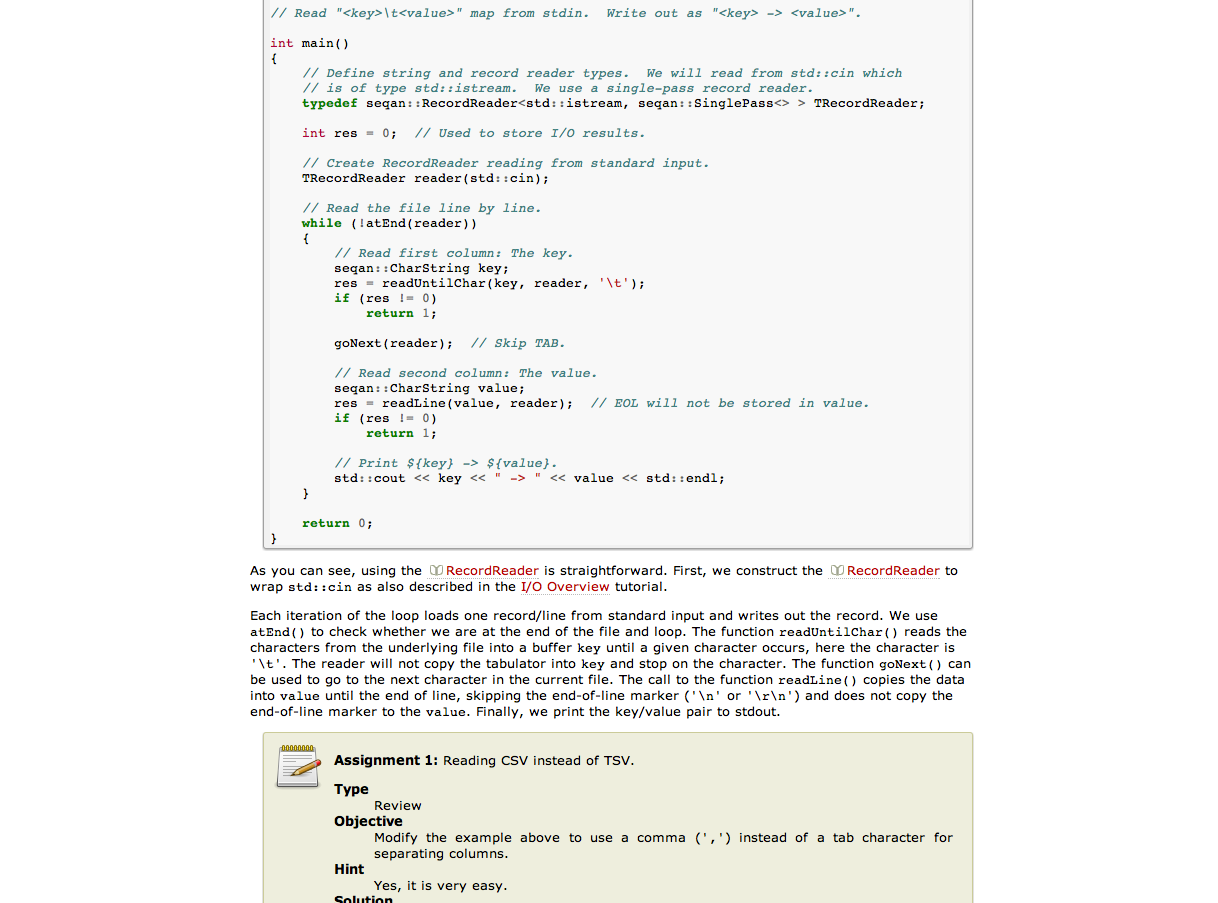 // Read "<key>\t<value>" map from stdin.  Write out as "<key> -> <value>".
int main()
{
    // Define string and record reader types.  We will read from std::cin which
    // is of type std::istream.  We use a single-pass record reader.
    typedef seqan::RecordReader<std::istream, seqan::SinglePass<> > TRecordReader;
    int res = 0;  // Used to store I/O results.
    // Create RecordReader reading from standard input.
    TRecordReader reader(std::cin);
    // Read the file line by line.
    while (!atEnd(reader))
    {
        // Read first column: The key.
        seqan::CharString key;
        res = readUntilChar(key, reader, '\t');
        if (res != 0)
            return 1;
        goNext(reader);  // Skip TAB.
        // Read second column: The value.
        seqan::CharString value;
        res = readLine(value, reader);  // EOL will not be stored in value.
        if (res != 0)
            return 1;
        // Print ${key} -> ${value}.
        std::cout << key << " -> " << value << std::endl;
    }
    return 0;
}
As you can see, using the RecordReader is straightforward. First, we construct the RecordReader to
wrap std::cin as also described in the I/O Overview tutorial.
Each iteration of the loop loads one record/line from standard input and writes out the record. We use
atEnd() to check whether we are at the end of the file and loop. The function readUntilChar() reads the
characters from the underlying file into a buffer key until a given character occurs, here the character is
'\t'. The reader will not copy the tabulator into key and stop on the character. The function goNext() can
be used to go to the next character in the current file. The call to the function readLine() copies the data
into value until the end of line, skipping the end-of-line marker ('\n' or '\r\n') and does not copy the
end-of-line marker to the value. Finally, we print the key/value pair to stdout.
Assignment 1: Reading CSV instead of TSV.
Type
Review
Objective
Modify the example above to use a comma (',') instead of a tab character for
separating columns.
Hint
Yes, it is very easy.
Solution